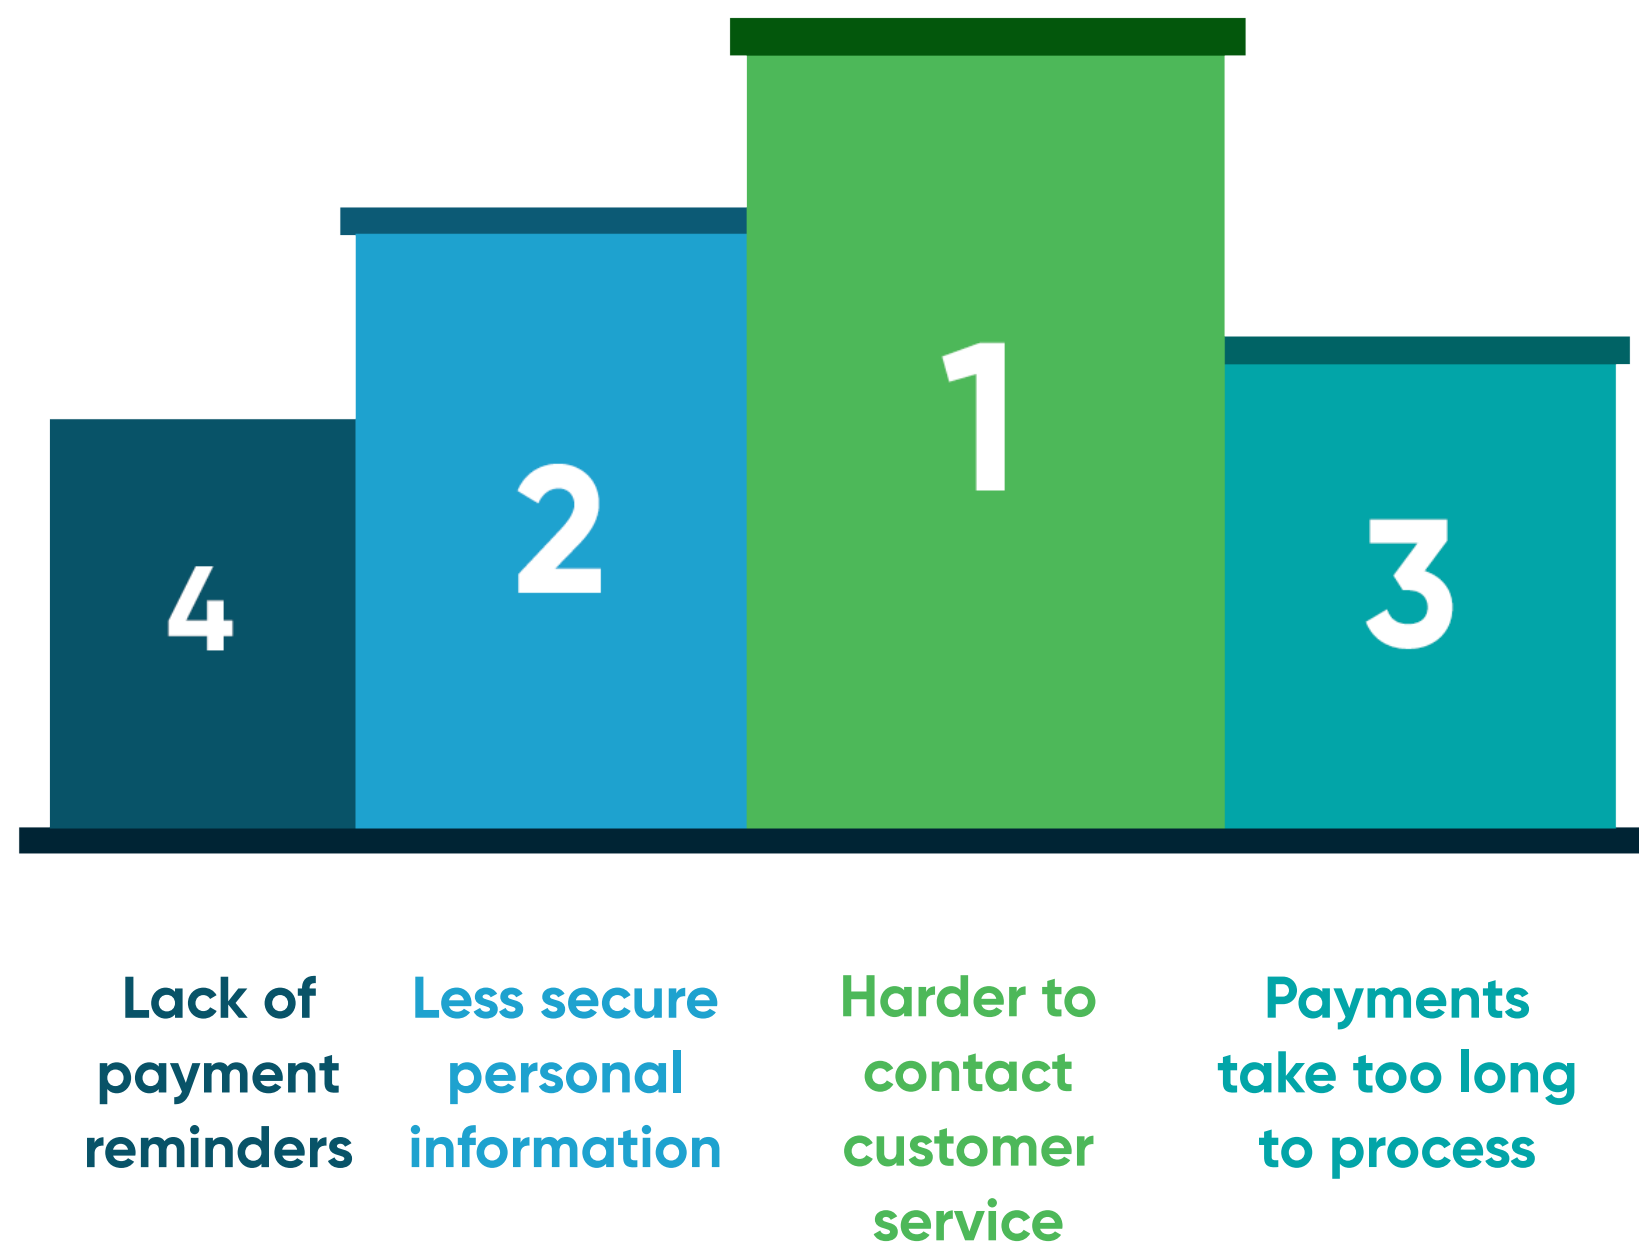 4
2
1
3
Lack of
payment
reminders
Less secure
personal
information
Harder to
contact
customer
service
Payments
take too long
to process